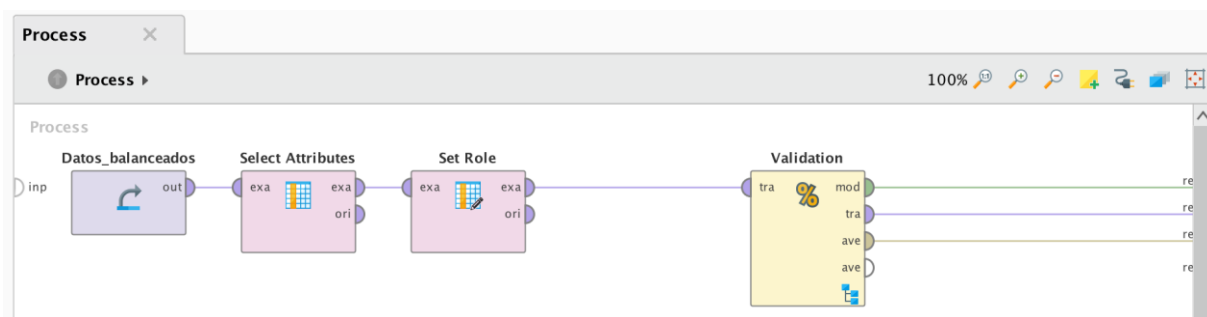 Process
Process
100%
Process
Datos_balanceados Select Attributes Set Role Validation
inp out exa exa exa exa tra mod re
ori ori tra re
ave re
ave re